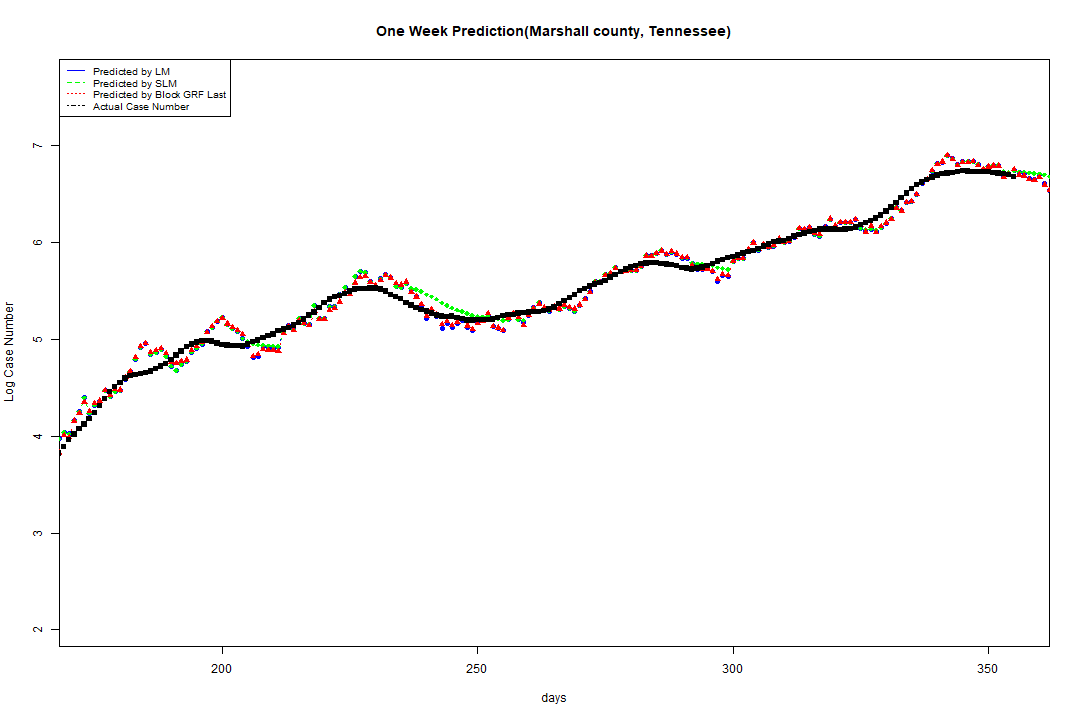 One Week Prediction(Marshall county, Tennessee)
Predicted by LM
Predicted by SLM
Predicted by Block GRF Last
Actual Case Number
7
6
5
4
3
2
Log Case Number
200 250 300 350
days